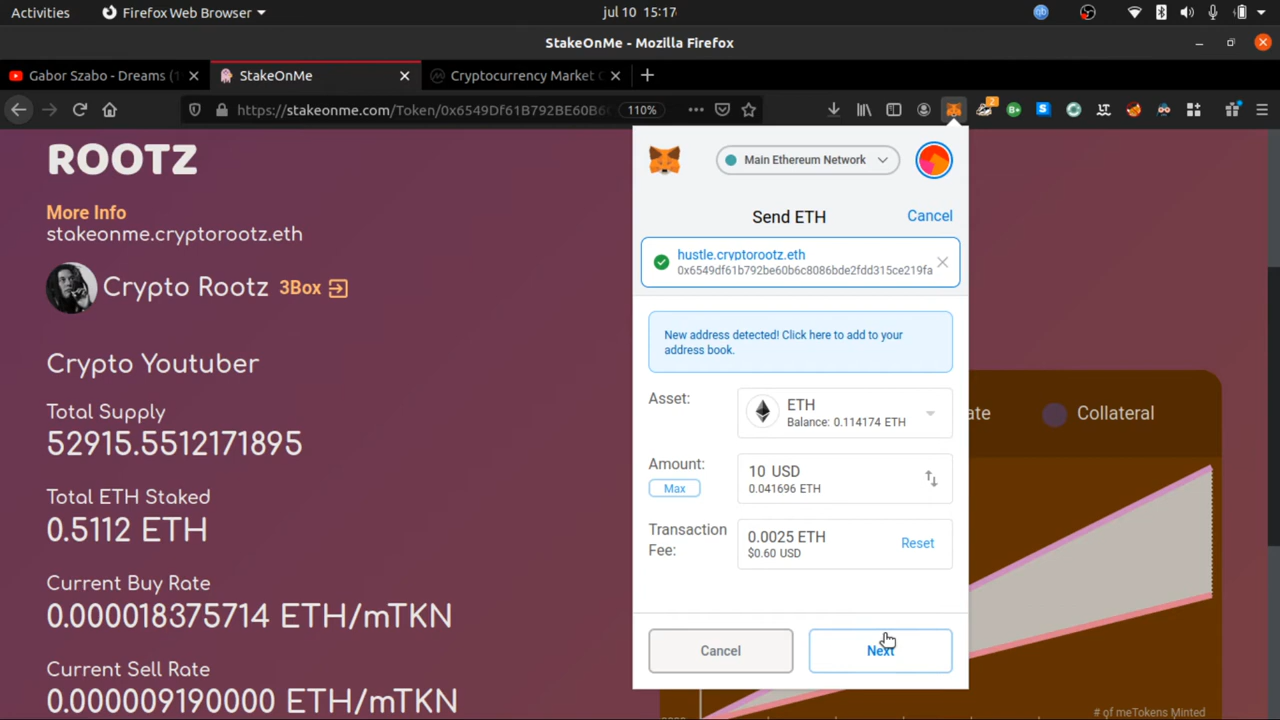 Activities
Firefox Web Browser
jul 10 15:17
StakeOnMe - Mozilla Firefox
Gabor Szabo - Dreams (1
StakeOnMe
Cryptocurrency Market C
https://stakeonme.com/Token/0x6549Df61B792BE60B6
110%
2
ROOTZ
More Info
stakeonme.cryptorootz.eth
Crypto Rootz 3Box
Crypto Youtuber
Total Supply
52915.5512171895
Total ETH Staked
0.5112 ETH
Current Buy Rate
0.000018375714 ETH/mTKN
Current Sell Rate
0.000009190000 ETH/mTKN
Main Ethereum Network
Send ETH
Cancel
hustle.cryptorootz.eth
0x6549df61b792be60b6c8086bde2fdd315ce219fa
New address detected! Click here to add to your
address book.
Asset:
ETH
Balance: 0.114174 ETH
Amount:
Max
10 USD
0.041696 ETH
Transaction
Fee:
0.0025 ETH
$0.60 USD
Reset
Cancel
Next
ate
Collateral
# of meTokens Minted